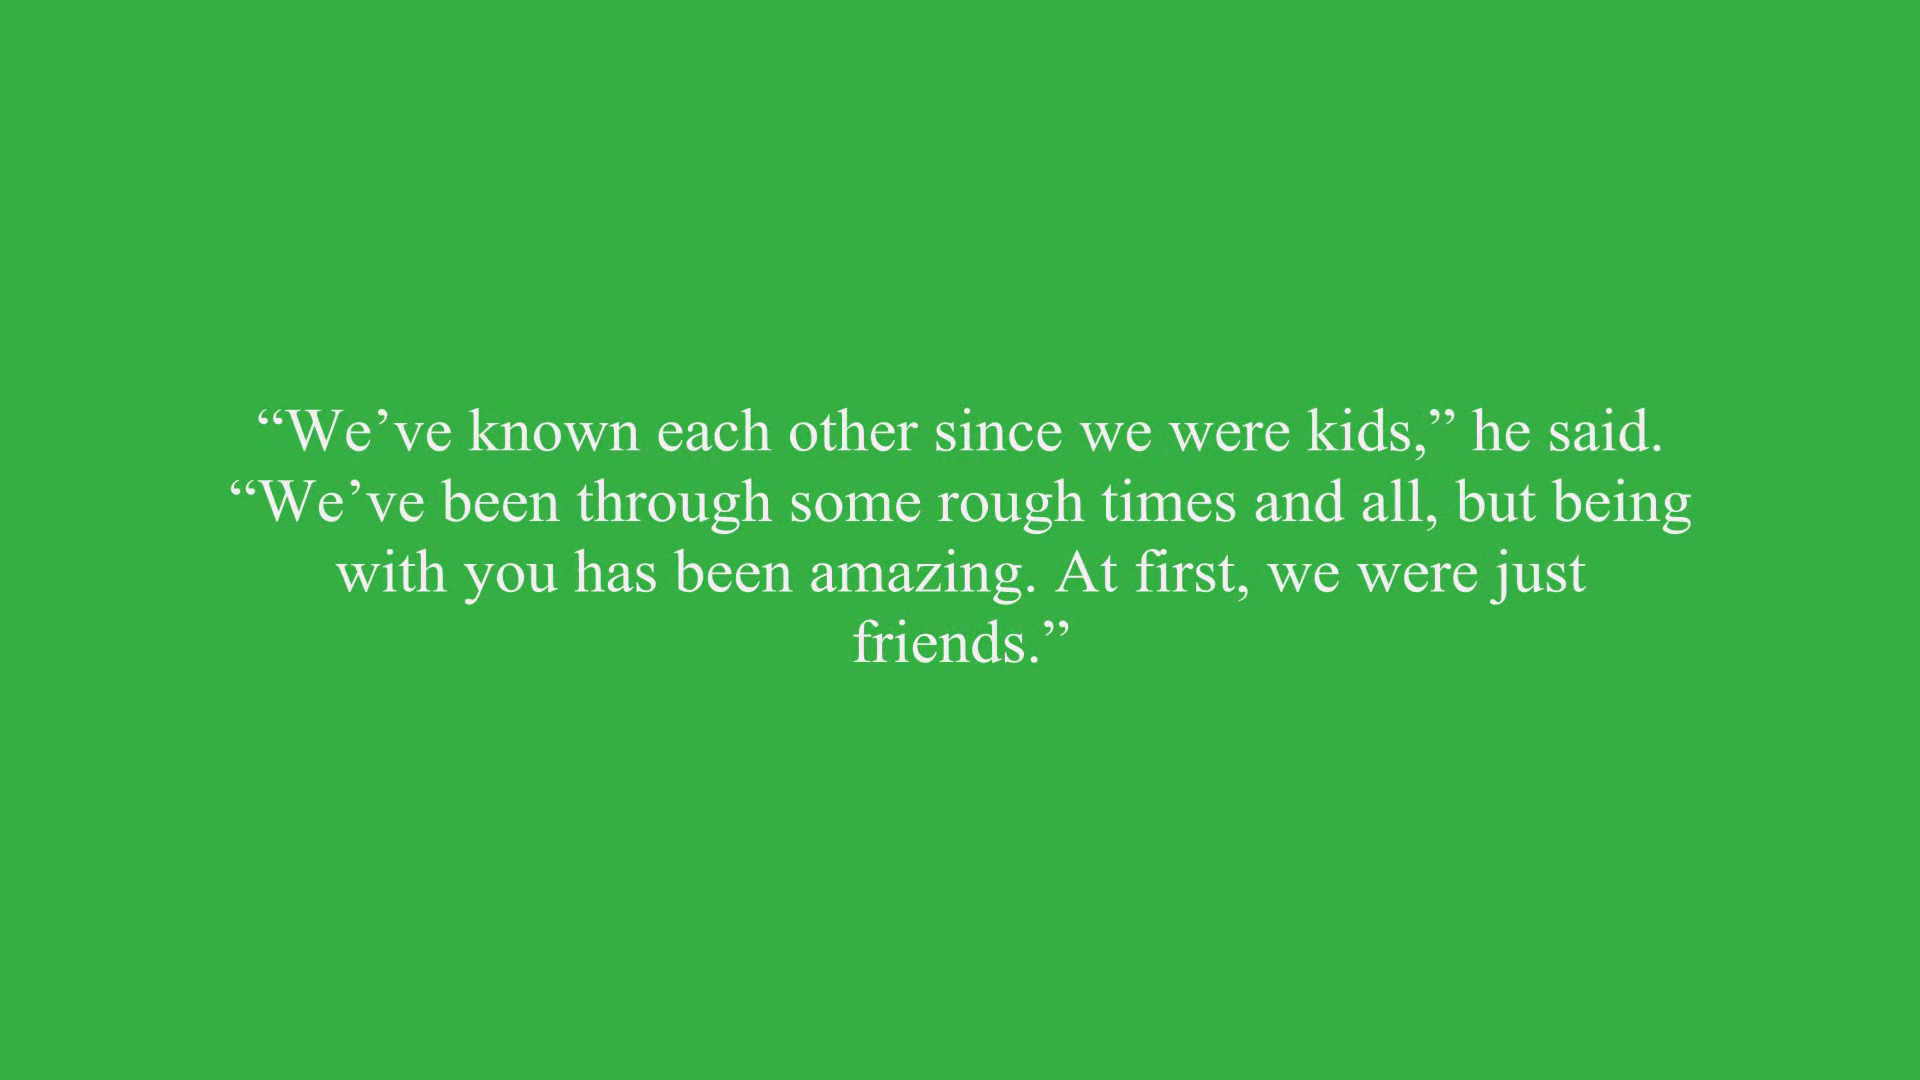 “We’ve known each other since we were kids,” he said.
“We’ve been through some rough times and all, but being
with you has been amazing. At first, we were just
friends.”